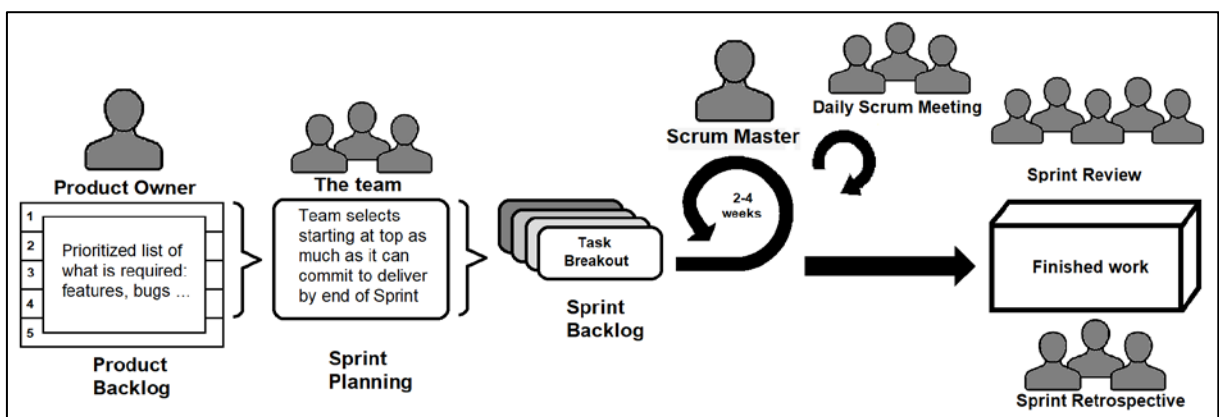 Product Owner
1
2
3
4
5
Prioritized list of
what is required:
features, bugs ...
Product
Backlog
The team
Team selects
starting at top as
much as it can
commit to deliver
by end of Sprint
Sprint
Planning
Task
Breakout
Sprint
Backlog
Scrum Master
2-4
weeks
Daily Scrum Meeting
Sprint Review
Finished work
Sprint Retrospective